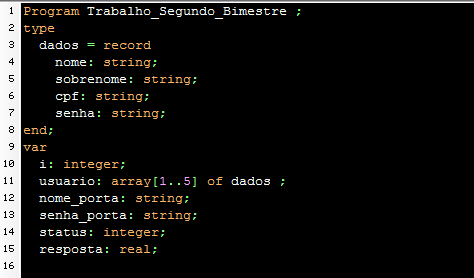 1 Program Trabalho_Segundo_Bimestre ;
2 type
3 dados = record
4 nome: string;
5 sobrenome: string;
6 cpf: string;
7 senha: string;
8 end;
9 var
10 i: integer;
11 usuario: array[1..5] of dados ;
12 nome_porta: string;
13 senha_porta: string;
14 status: integer;
15 resposta: real;
16